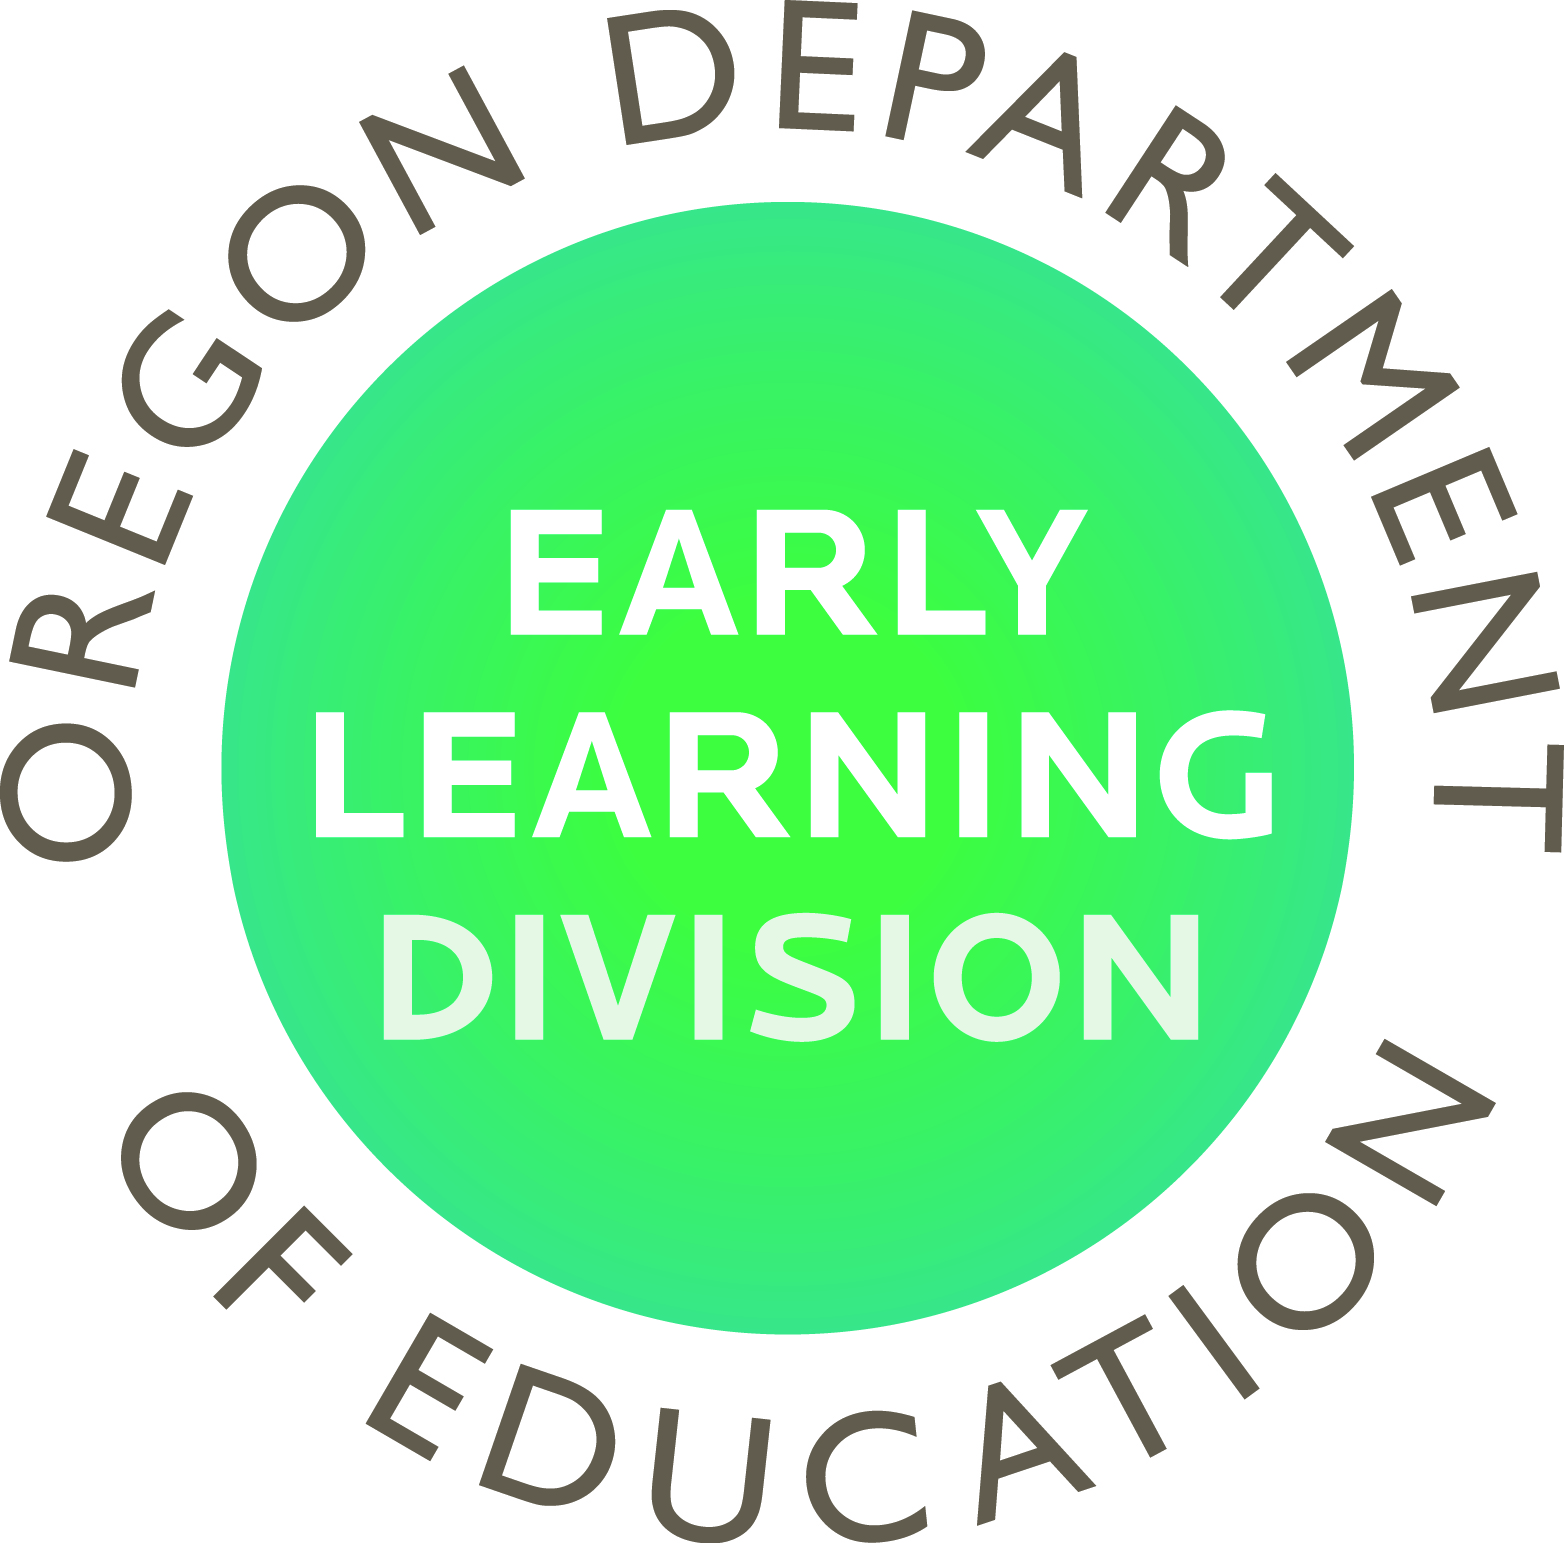 OREGON DEPARTMENT
EARLY
LEARNING
DIVISION
OF EDUCATION